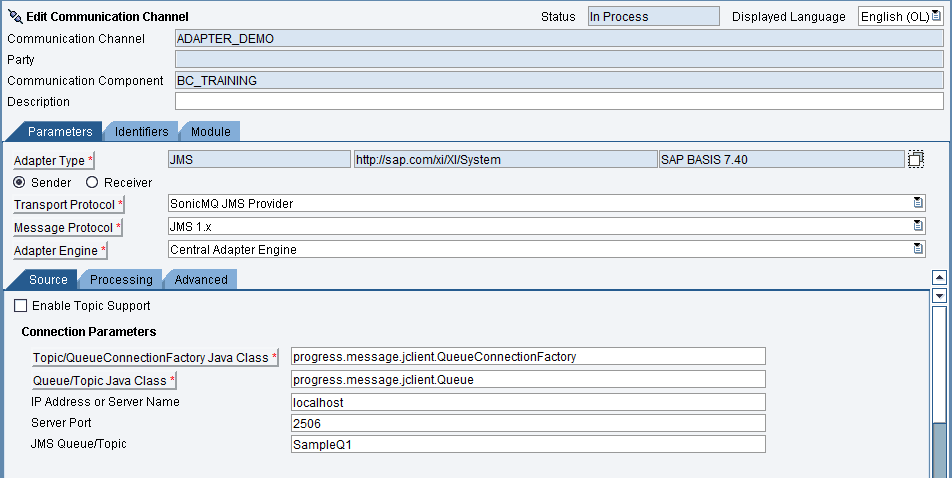 Edit Communication Channel Status In Process Displayed Language English (OL)
Communication Channel ADAPTER_DEMO
Party
Communication Component BC_TRAINING
Description
Parameters Identifiers Module
Adapter Type * JMS http://sap.com/xi/XI/System SAP BASIS 7.40
Sender Receiver
Transport Protocol * SonicMQ JMS Provider
Message Protocol * JMS 1.x
Adapter Engine * Central Adapter Engine
Source Processing Advanced
Enable Topic Support
Connection Parameters
Topic/QueueConnectionFactory Java Class * progress.message.jclient.QueueConnectionFactory
Queue/Topic Java Class * progress.message.jclient.Queue
IP Address or Server Name localhost
Server Port 2506
JMS Queue/Topic SampleQ1